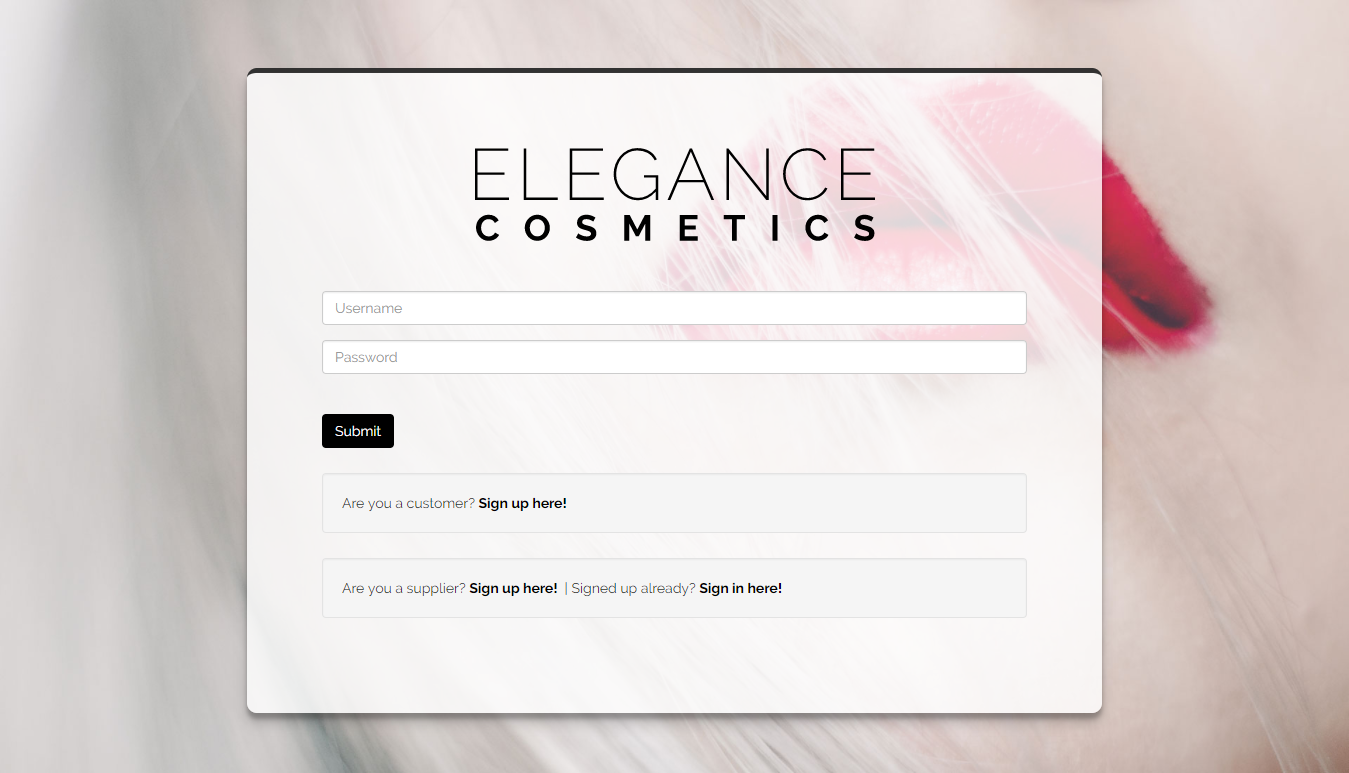 ELEGANCE
COSMETICS
Username
Password
Submit
Are you a customer? Sign up here!
Are you a supplier? Sign up here! | Signed up already? Sign in here!